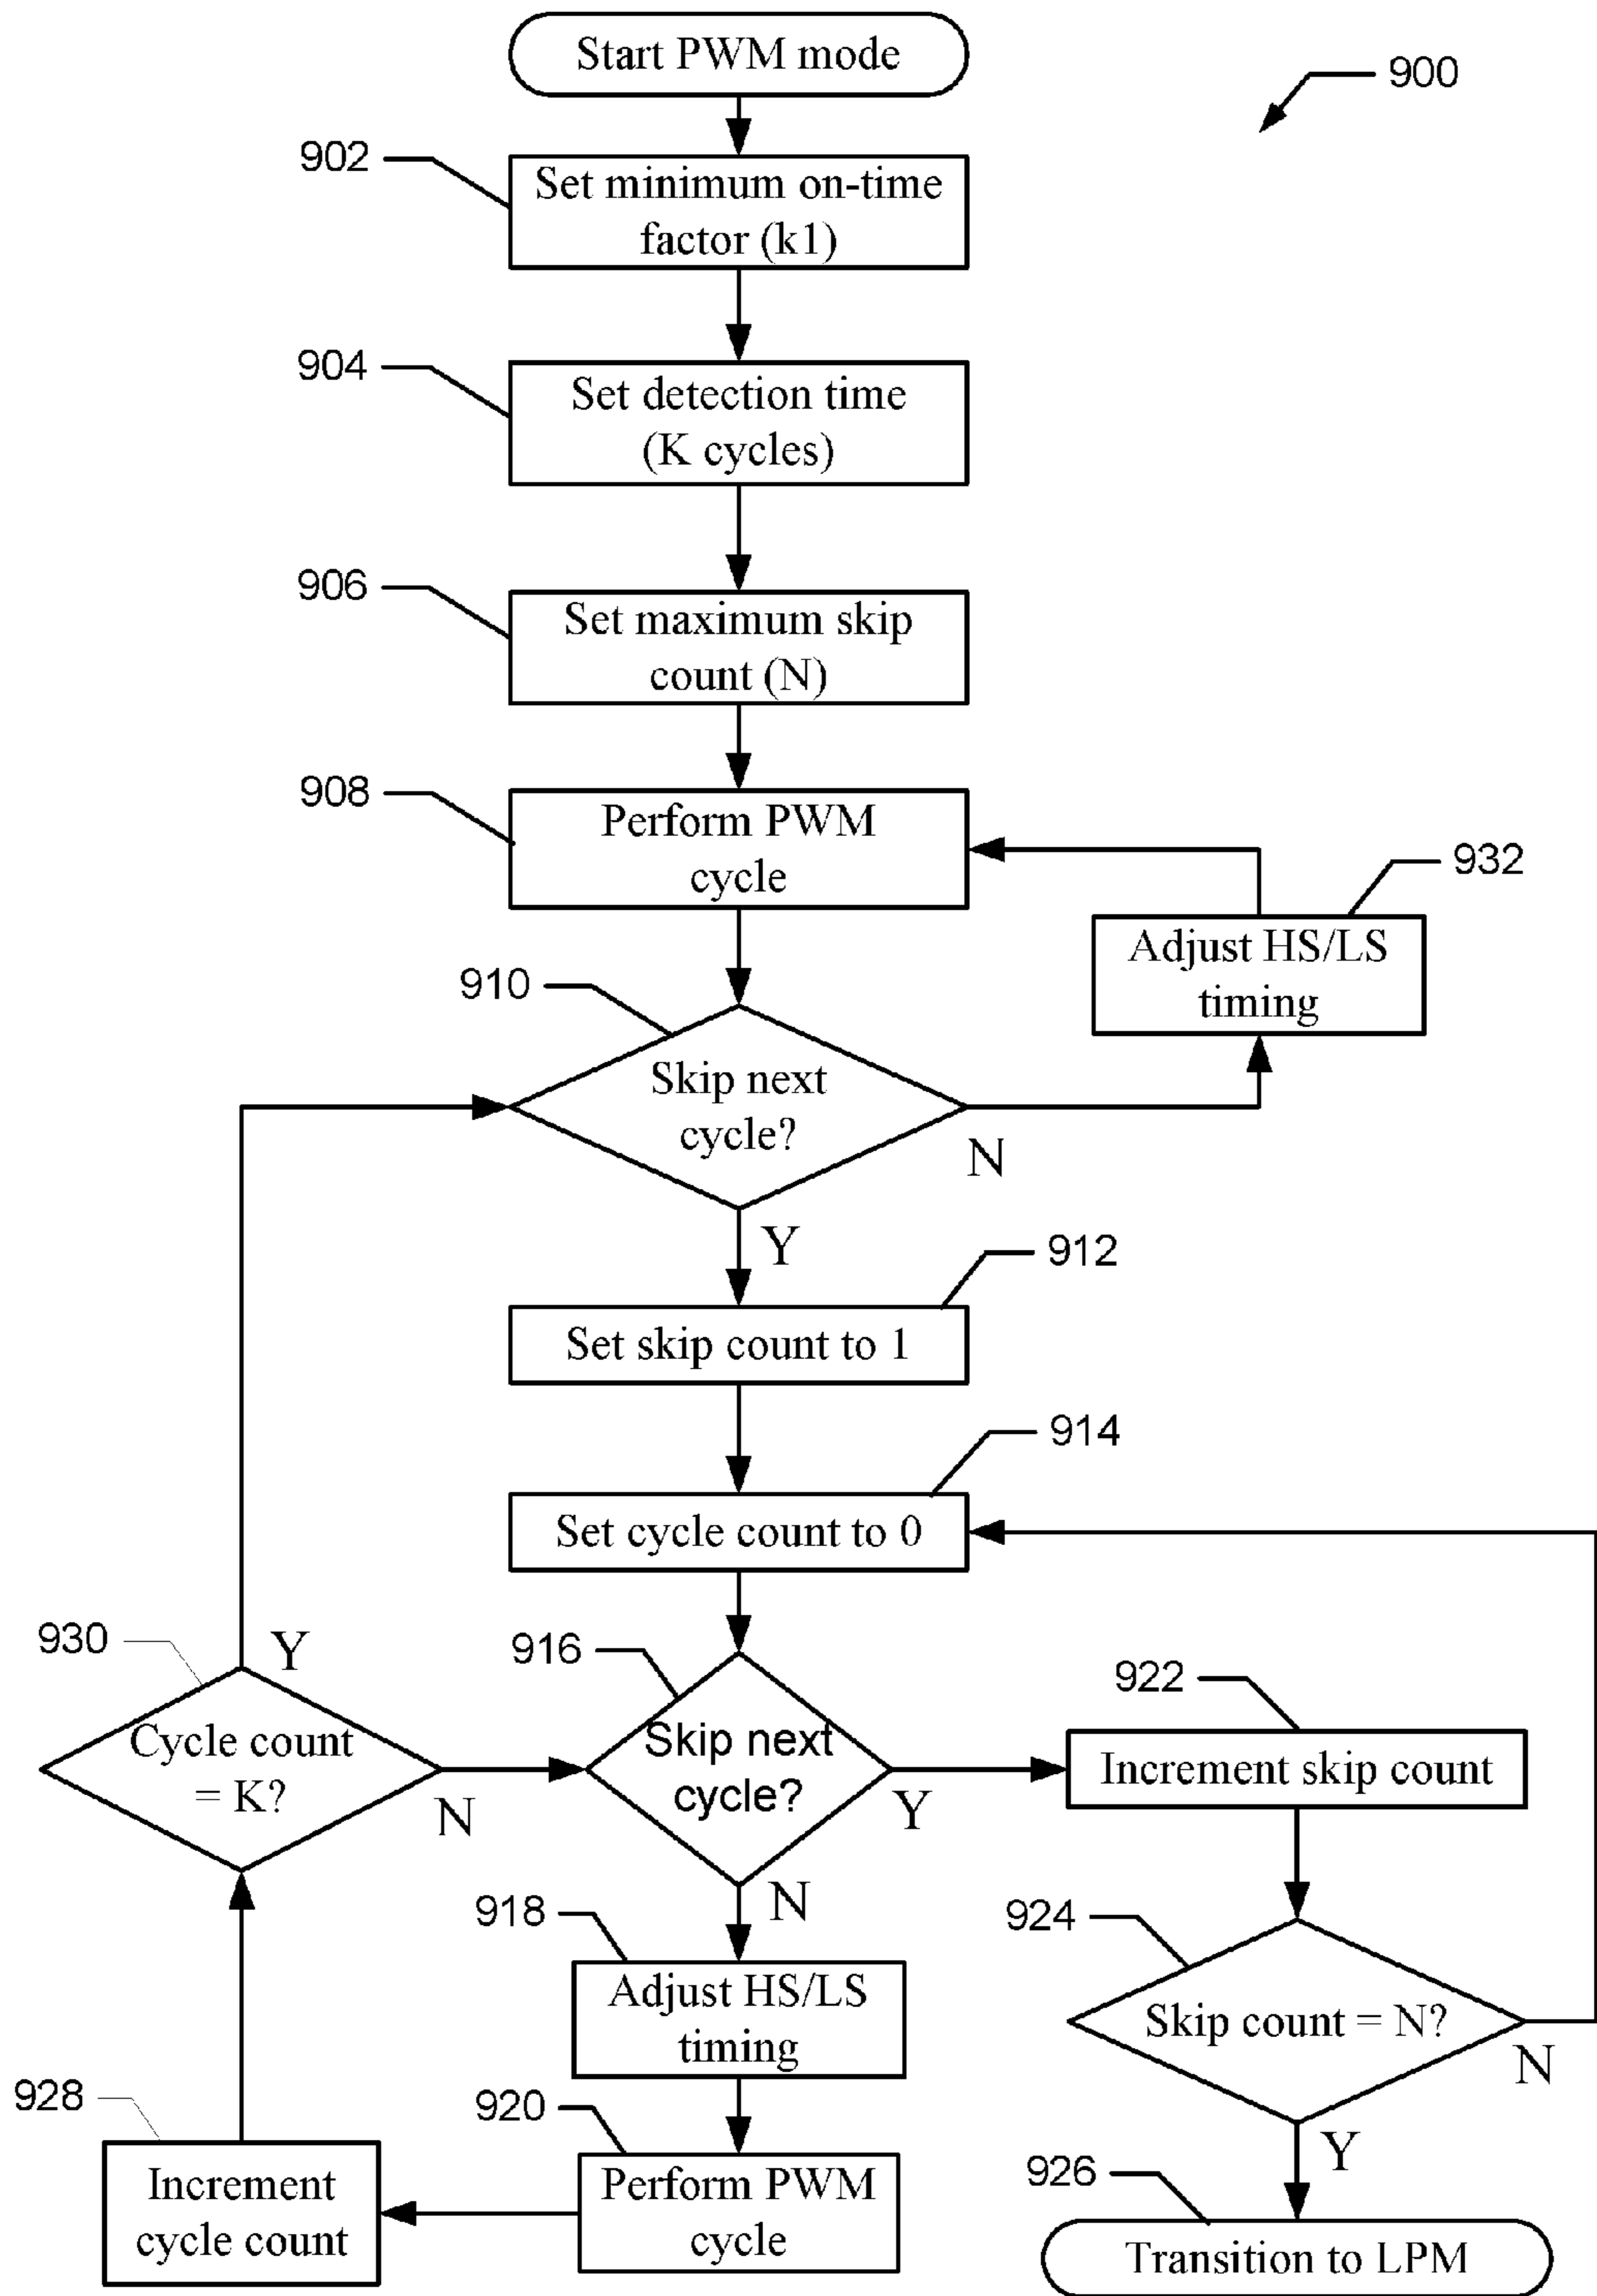 Start PWM mode
900
902
Set minimum on-time
factor (k1)
904
Set detection time
(K cycles)
906
Set maximum skip
count (N)
908
Perform PWM
cycle
932
Adjust HS/LS
timing
910
Skip next
cycle?
N
Y
912
Set skip count to 1
914
Set cycle count to 0
930
Y
Cycle count
= K?
N
916
Skip next
cycle?
Y
N
922
Increment skip count
918
Adjust HS/LS
timing
924
Skip count = N?
N
Y
928
Increment
cycle count
920
Perform PWM
cycle
926
Transition to LPM